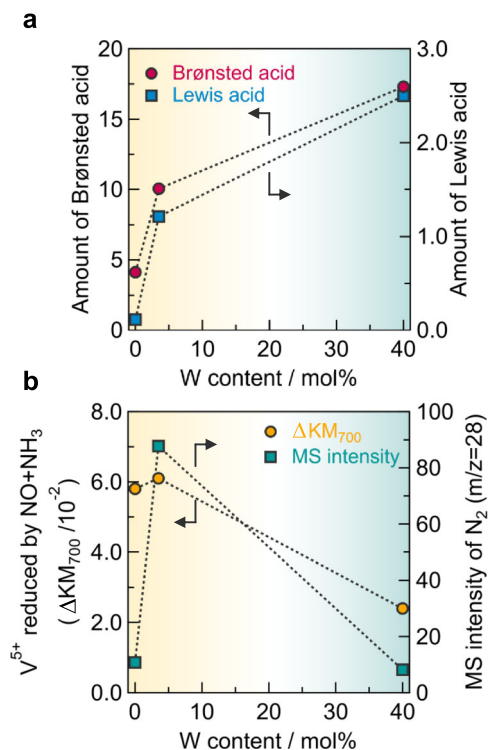 a
Brønsted acid
Lewis acid
Amount of Brønsted acid
20
15
10
5
0
Amount of Lewis acid
3.0
2.0
1.0
0.0
0
10
20
30
40
W content / mol%
b
ΔKM₇₀₀
MS intensity
V⁵⁺ reduced by NO+NH₃
(ΔKM₇₀₀ /10⁻²)
8.0
6.0
4.0
2.0
0.0
MS intensity of N₂ (m/z=28)
100
80
60
40
20
0
0
10
20
30
40
W content / mol%